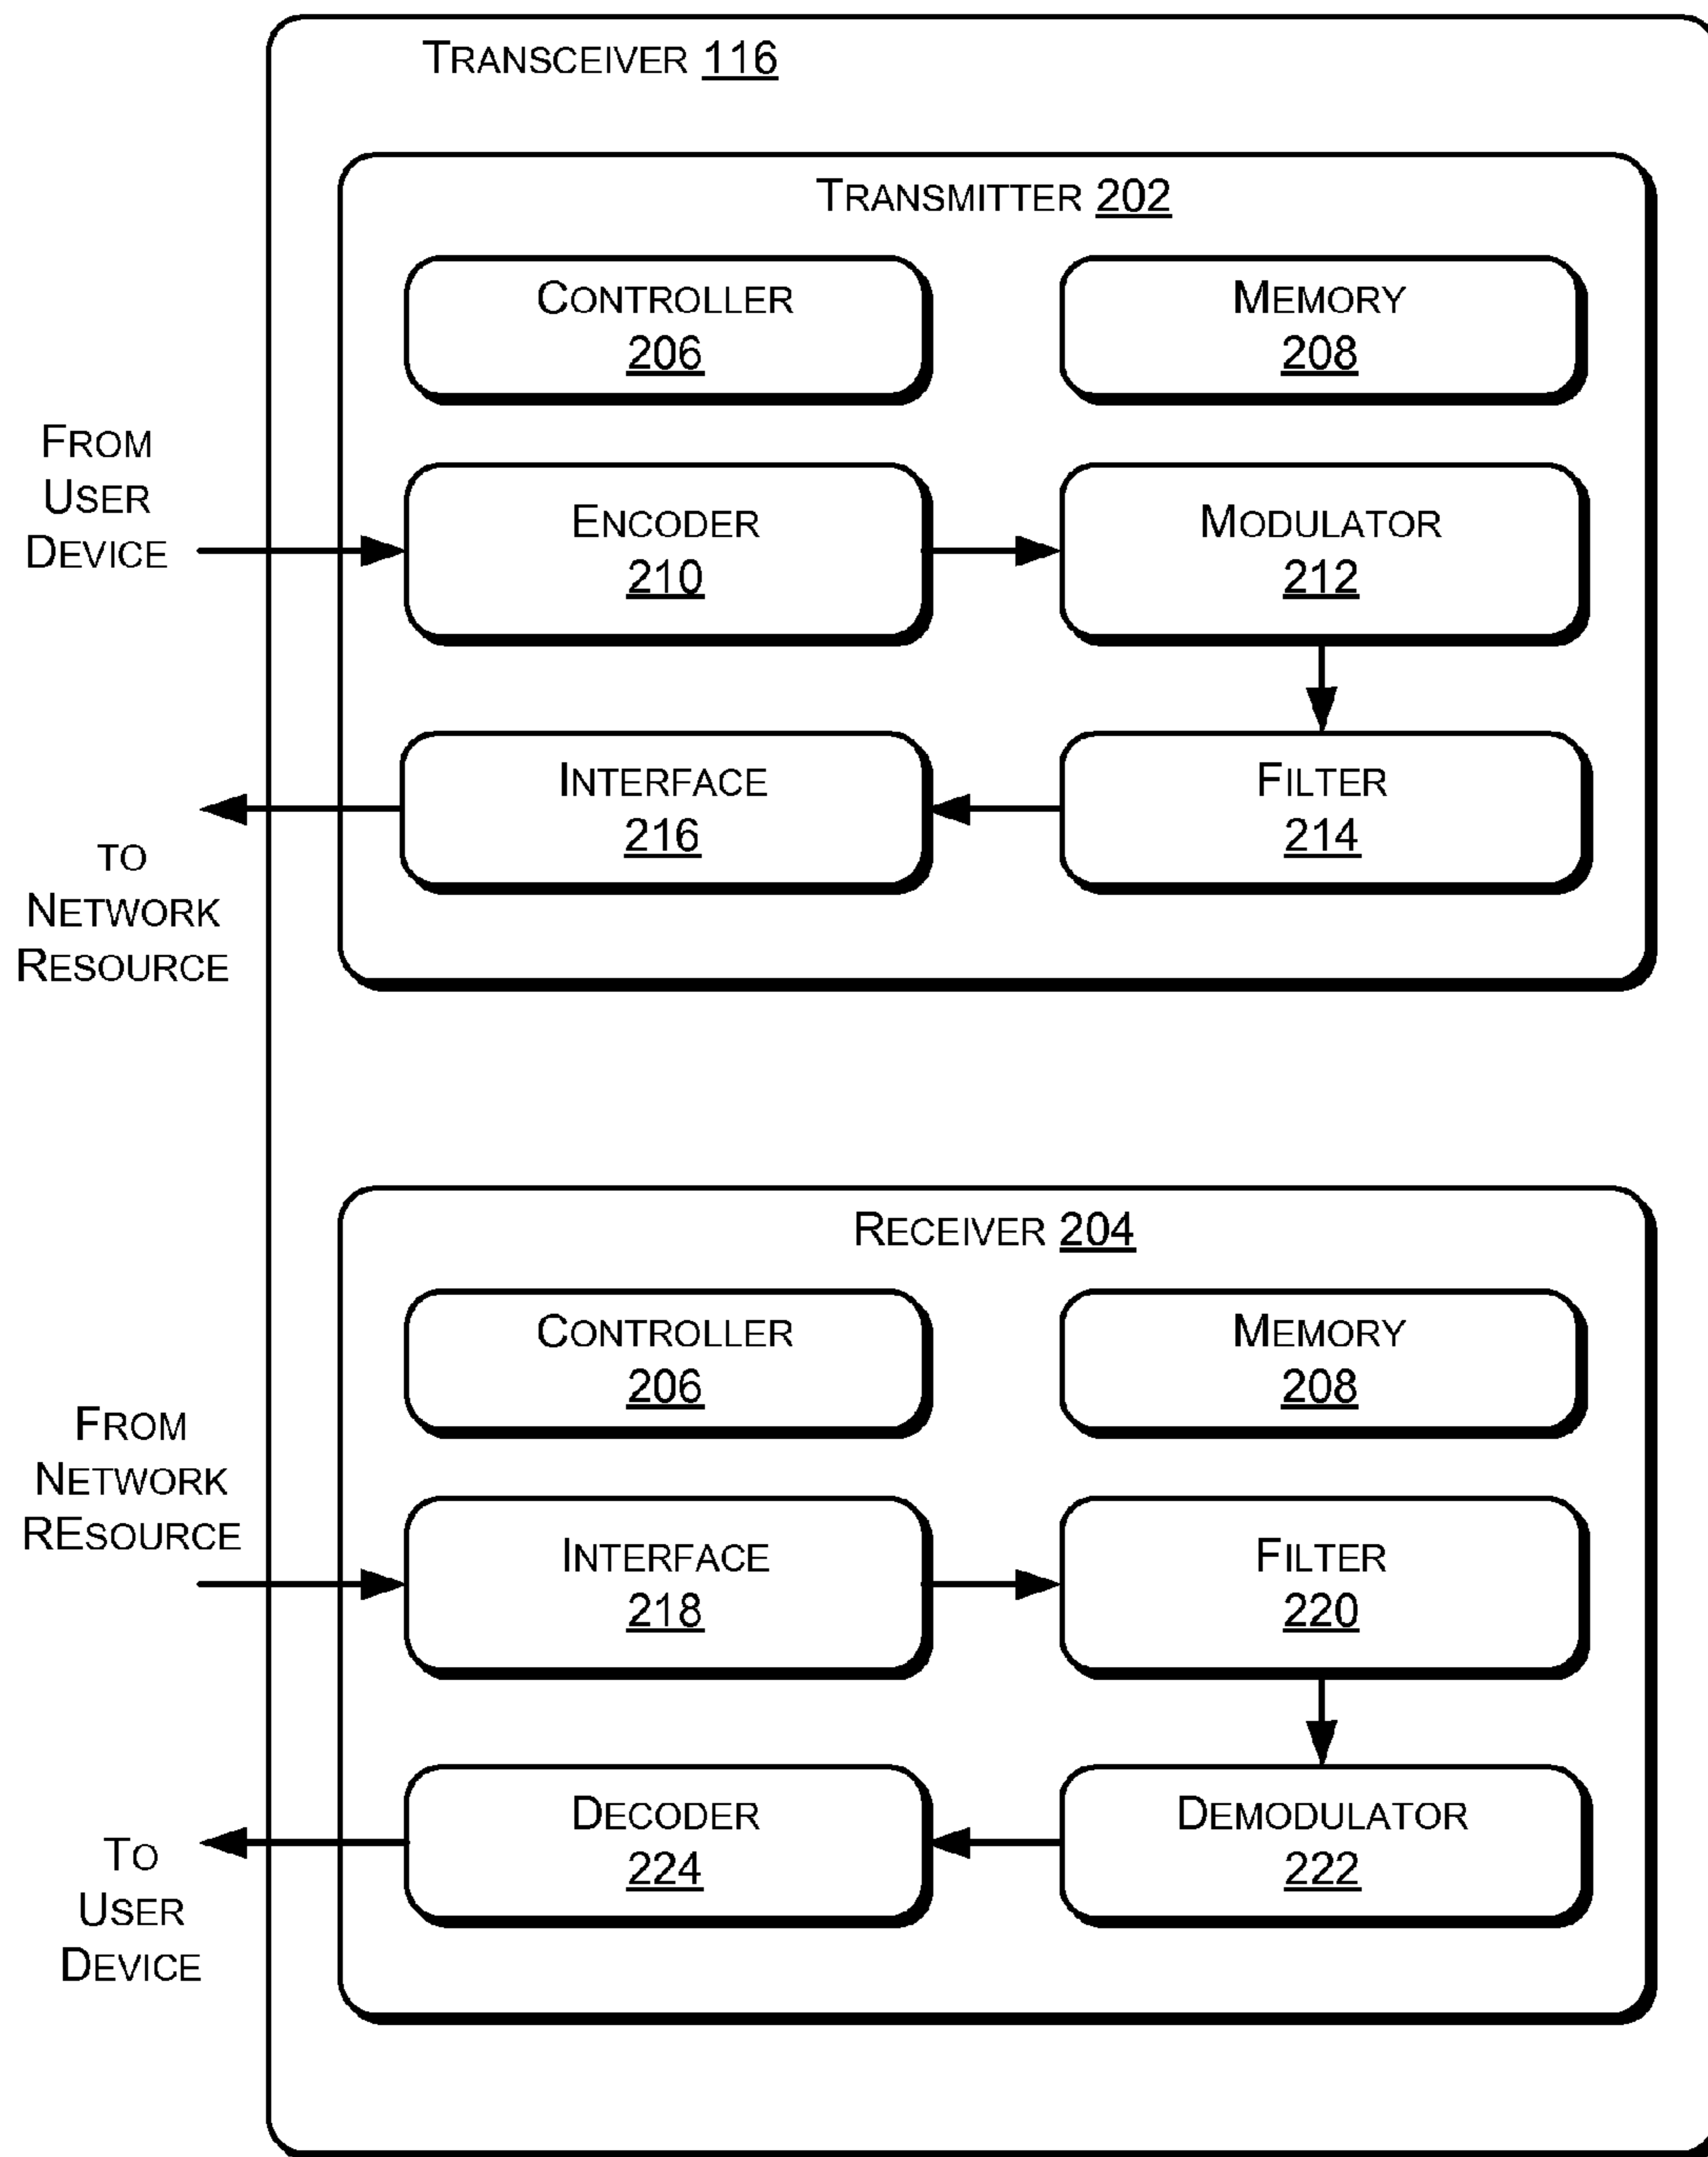 TRANSCEIVER 116
TRANSMITTER 202
CONTROLLER
206
MEMORY
208
FROM
USER
DEVICE
ENCODER
210
MODULATOR
212
INTERFACE
216
FILTER
214
TO
NETWORK
RESOURCE
RECEIVER 204
CONTROLLER
206
MEMORY
208
FROM
NETWORK
RESOURCE
INTERFACE
218
FILTER
220
DECODER
224
DEMODULATOR
222
TO
USER
DEVICE